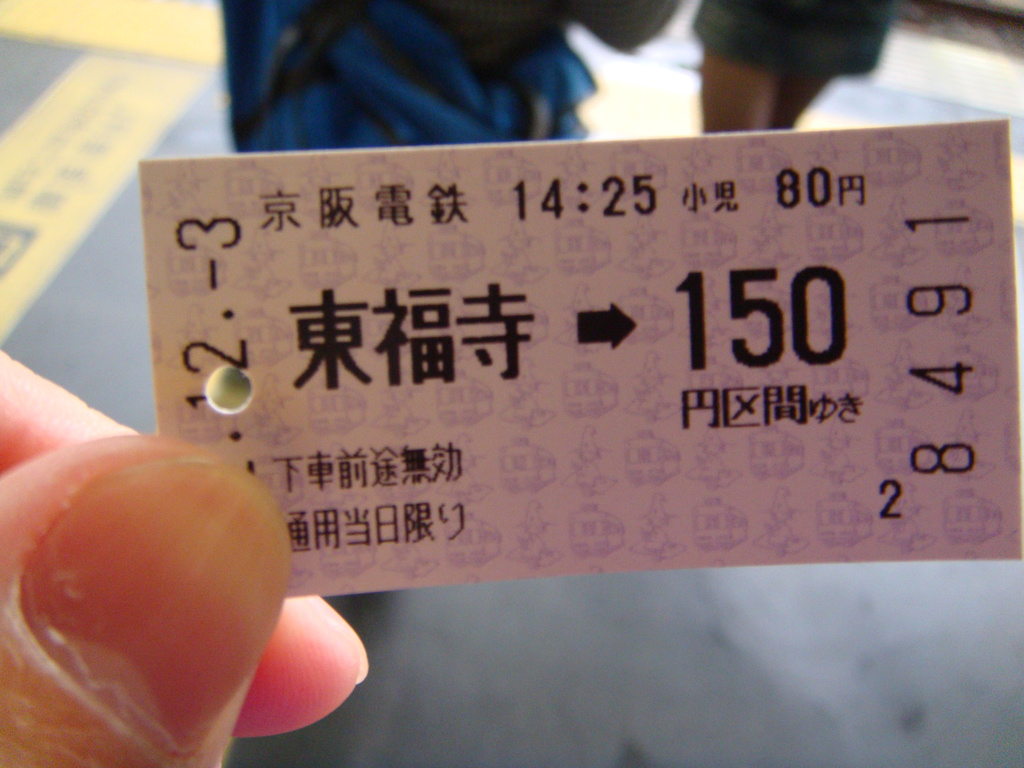 京阪電鉄 14:25 小児 80円
東福寺➡150
円区間ゆき
下車前途無効
通用当日限り
12.-3
8491
2